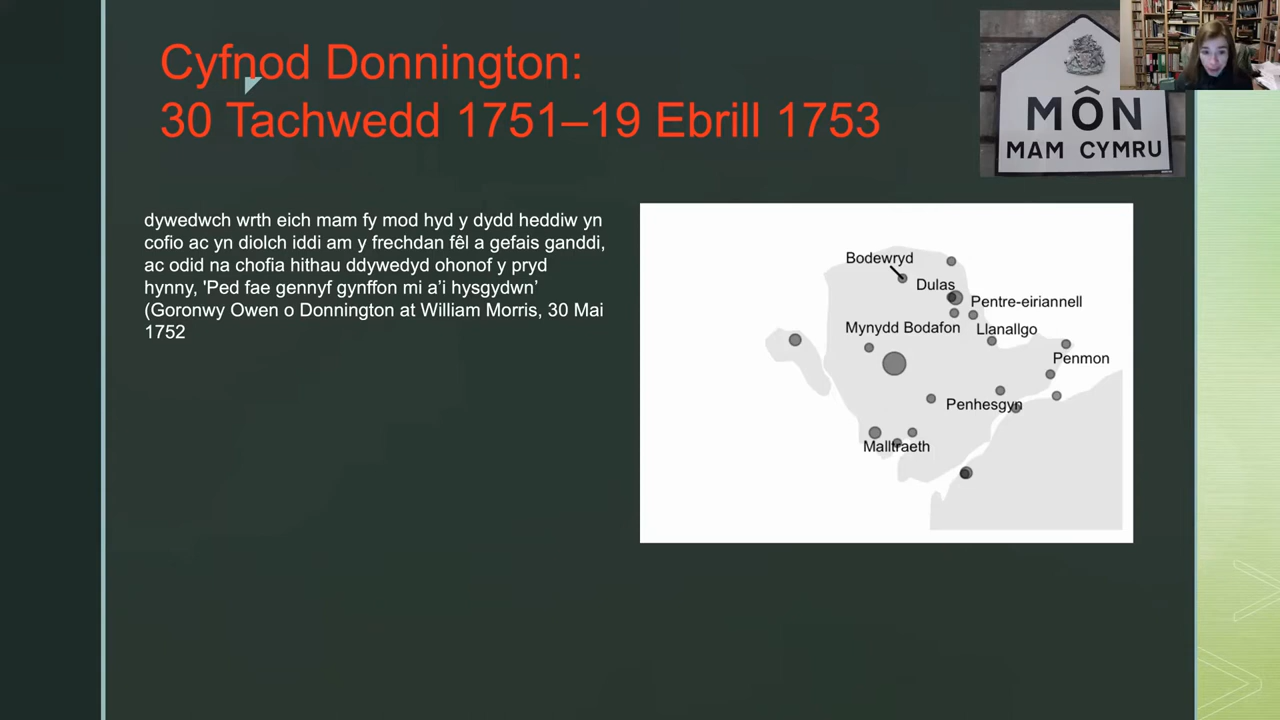 Cyfnod Donnington:
30 Tachwedd 1751–19 Ebrill 1753
MÔN
MAM CYMRU
dywedwch wrth eich mam fy mod hyd y dydd heddiw yn
cofio ac yn diolch iddi am y frechdan fêl a gefais ganddi,
ac odid na chofia hithau ddywedyd ohonof y pryd
hynny, 'Ped fae gennyf gynffon mi a’i hysgydwn’
(Goronwy Owen o Donnington at William Morris, 30 Mai
1752
Bodewryd
Dulas
Pentre-eiriannell
Mynydd Bodafon
Llanallgo
Penmon
Penhesgyn
Malltraeth